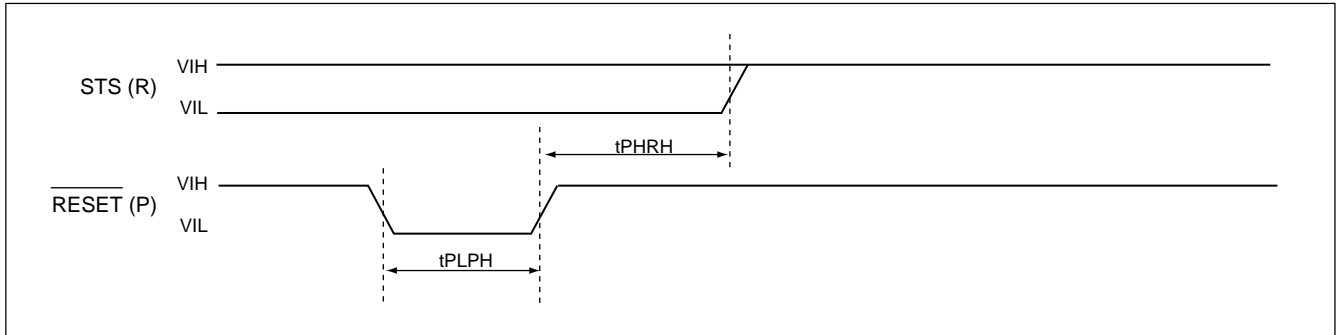 VIH
STS (R)
VIL
tPHRH
VIH
RESET (P)
VIL
tPLPH